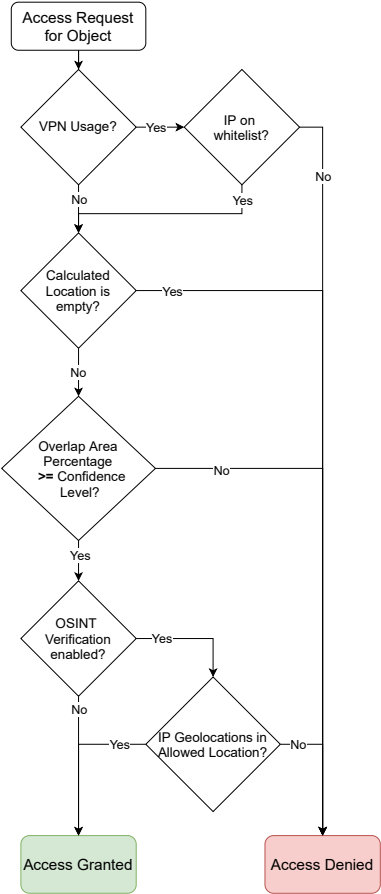 Access Request
for Object
VPN Usage?
Yes
IP on
whitelist?
No
No
Yes
Calculated
Location is
empty?
Yes
No
Overlap Area
Percentage
>= Confidence
Level?
No
Yes
OSINT
Verification
enabled?
Yes
No
IP Geolocations in
Allowed Location?
Yes
No
Access Granted
Access Denied